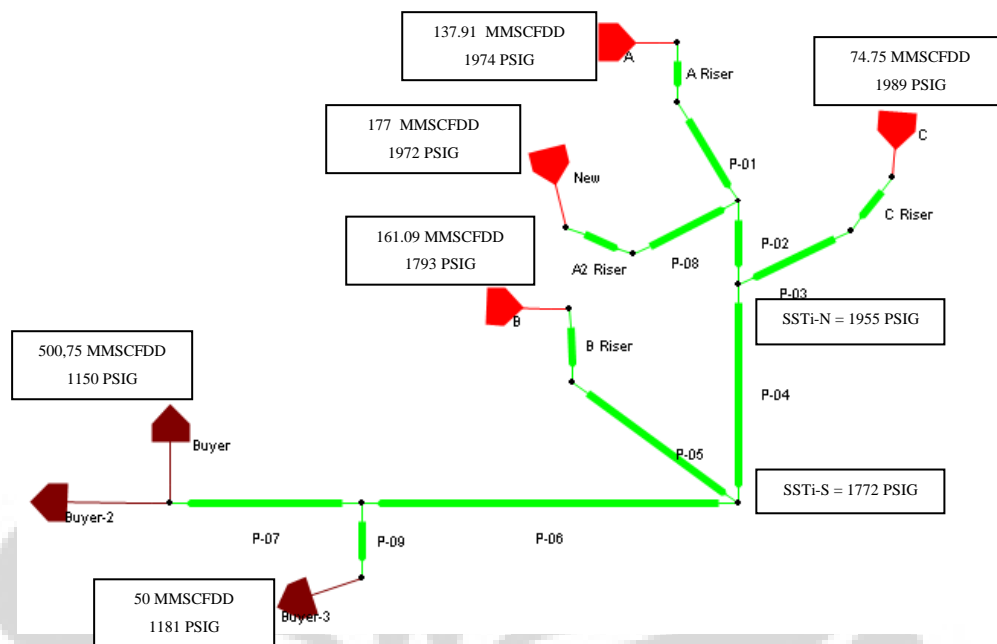 137.91 MMSCFDD
1974 PSIG
A
A Riser
74.75 MMSCFDD
1989 PSIG
C
C Riser
177 MMSCFDD
1972 PSIG
New
P-01
A2 Riser
P-08
P-02
P-03
161.09 MMSCFDD
1793 PSIG
B
B Riser
SSTi-N = 1955 PSIG
500,75 MMSCFDD
1150 PSIG
P-04
Buyer
P-05
SSTi-S = 1772 PSIG
Buyer-2
P-07
P-09
P-06
50 MMSCFDD
1181 PSIG
Buyer-3